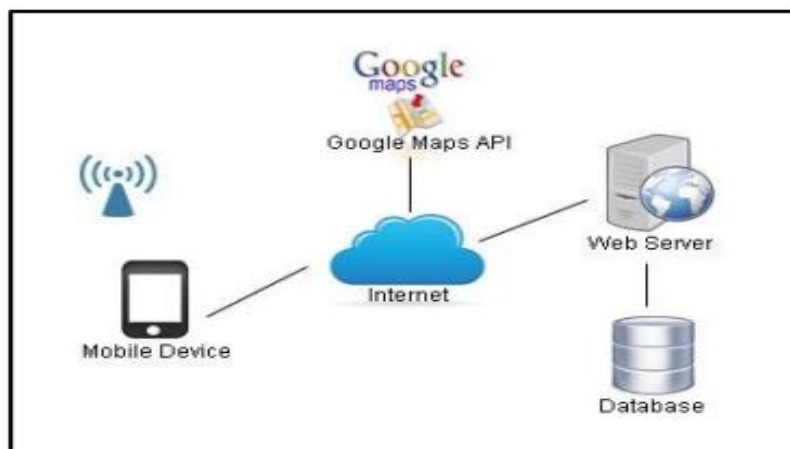 Google
maps
Google Maps API
Web Server
Internet
Mobile Device
Database